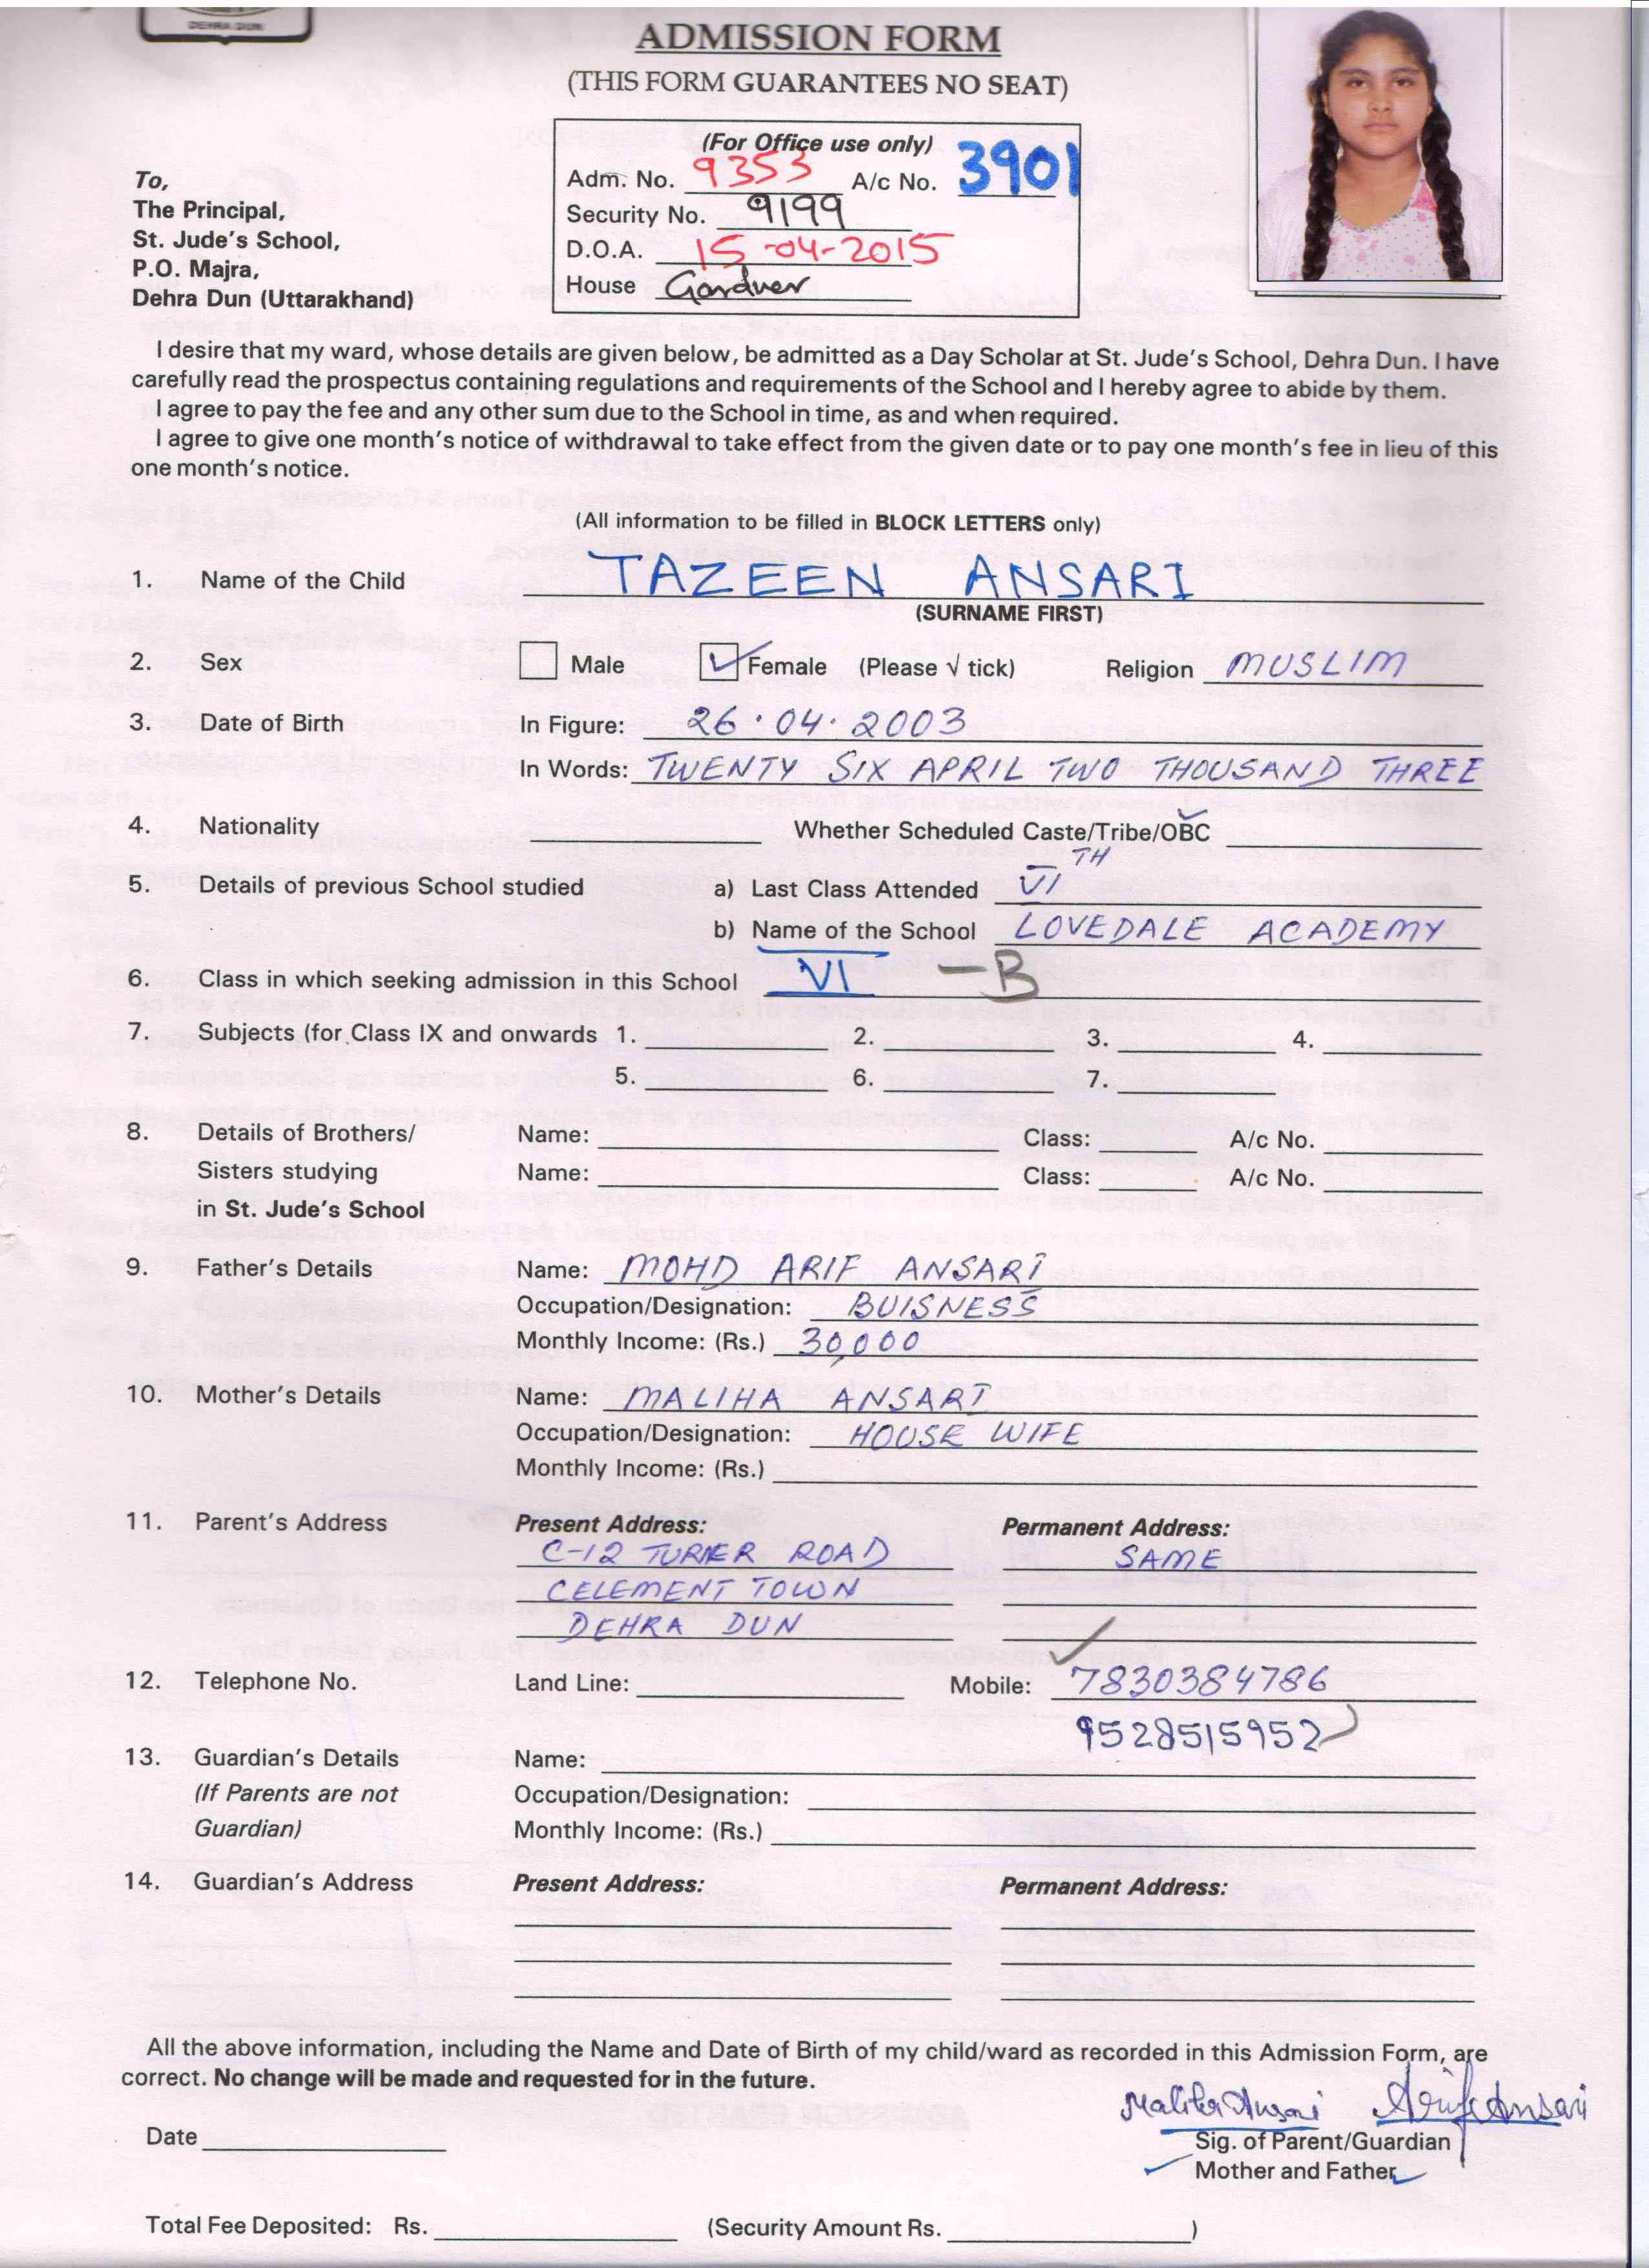 DEHRA DUN
ADMISSION FORM
(THIS FORM GUARANTEES NO SEAT)
(For Office use only)
Adm. No. 9353 A/c No. 3901
Security No. 9199
D.O.A. 15-04-2015
House Gardner
To,
The Principal,
St. Jude's School,
P.O. Majra,
Dehra Dun (Uttarakhand)
I desire that my ward, whose details are given below, be admitted as a Day Scholar at St. Jude's School, Dehra Dun. I have
carefully read the prospectus containing regulations and requirements of the School and I hereby agree to abide by them.
I agree to pay the fee and any other sum due to the School in time, as and when required.
I agree to give one month's notice of withdrawal to take effect from the given date or to pay one month's fee in lieu of this
one month's notice.
(All information to be filled in BLOCK LETTERS only)
1. Name of the Child TAZEEN ANSARI
(SURNAME FIRST)
2. Sex Male ✓ Female (Please √ tick) Religion MUSLIM
3. Date of Birth In Figure: 26·04·2003
In Words: TWENTY SIX APRIL TWO THOUSAND THREE
4. Nationality Whether Scheduled Caste/Tribe/OBC
5. Details of previous School studied a) Last Class Attended VI TH
b) Name of the School LOVEDALE ACADEMY
6. Class in which seeking admission in this School VI - B
7. Subjects (for Class IX and onwards 1. 2. 3. 4.
5. 6. 7.
8. Details of Brothers/ Name: Class: A/c No.
Sisters studying Name: Class: A/c No.
in St. Jude's School
9. Father's Details Name: MOHD ARIF ANSARI
Occupation/Designation: BUISNESS
Monthly Income: (Rs.) 30,000
10. Mother's Details Name: MALIHA ANSARI
Occupation/Designation: HOUSE WIFE
Monthly Income: (Rs.)
11. Parent's Address Present Address: Permanent Address:
C-12 TURNER ROAD SAME
CELEMENT TOWN
DEHRA DUN
12. Telephone No. Land Line: Mobile: 7830384786
9528515952
13. Guardian's Details Name:
(If Parents are not Occupation/Designation:
Guardian) Monthly Income: (Rs.)
14. Guardian's Address Present Address: Permanent Address:
All the above information, including the Name and Date of Birth of my child/ward as recorded in this Admission Form, are
correct. No change will be made and requested for in the future.
Maliha Ansari Arif Ansari
Date Sig. of Parent/Guardian
Mother and Father
Total Fee Deposited: Rs. (Security Amount Rs. )